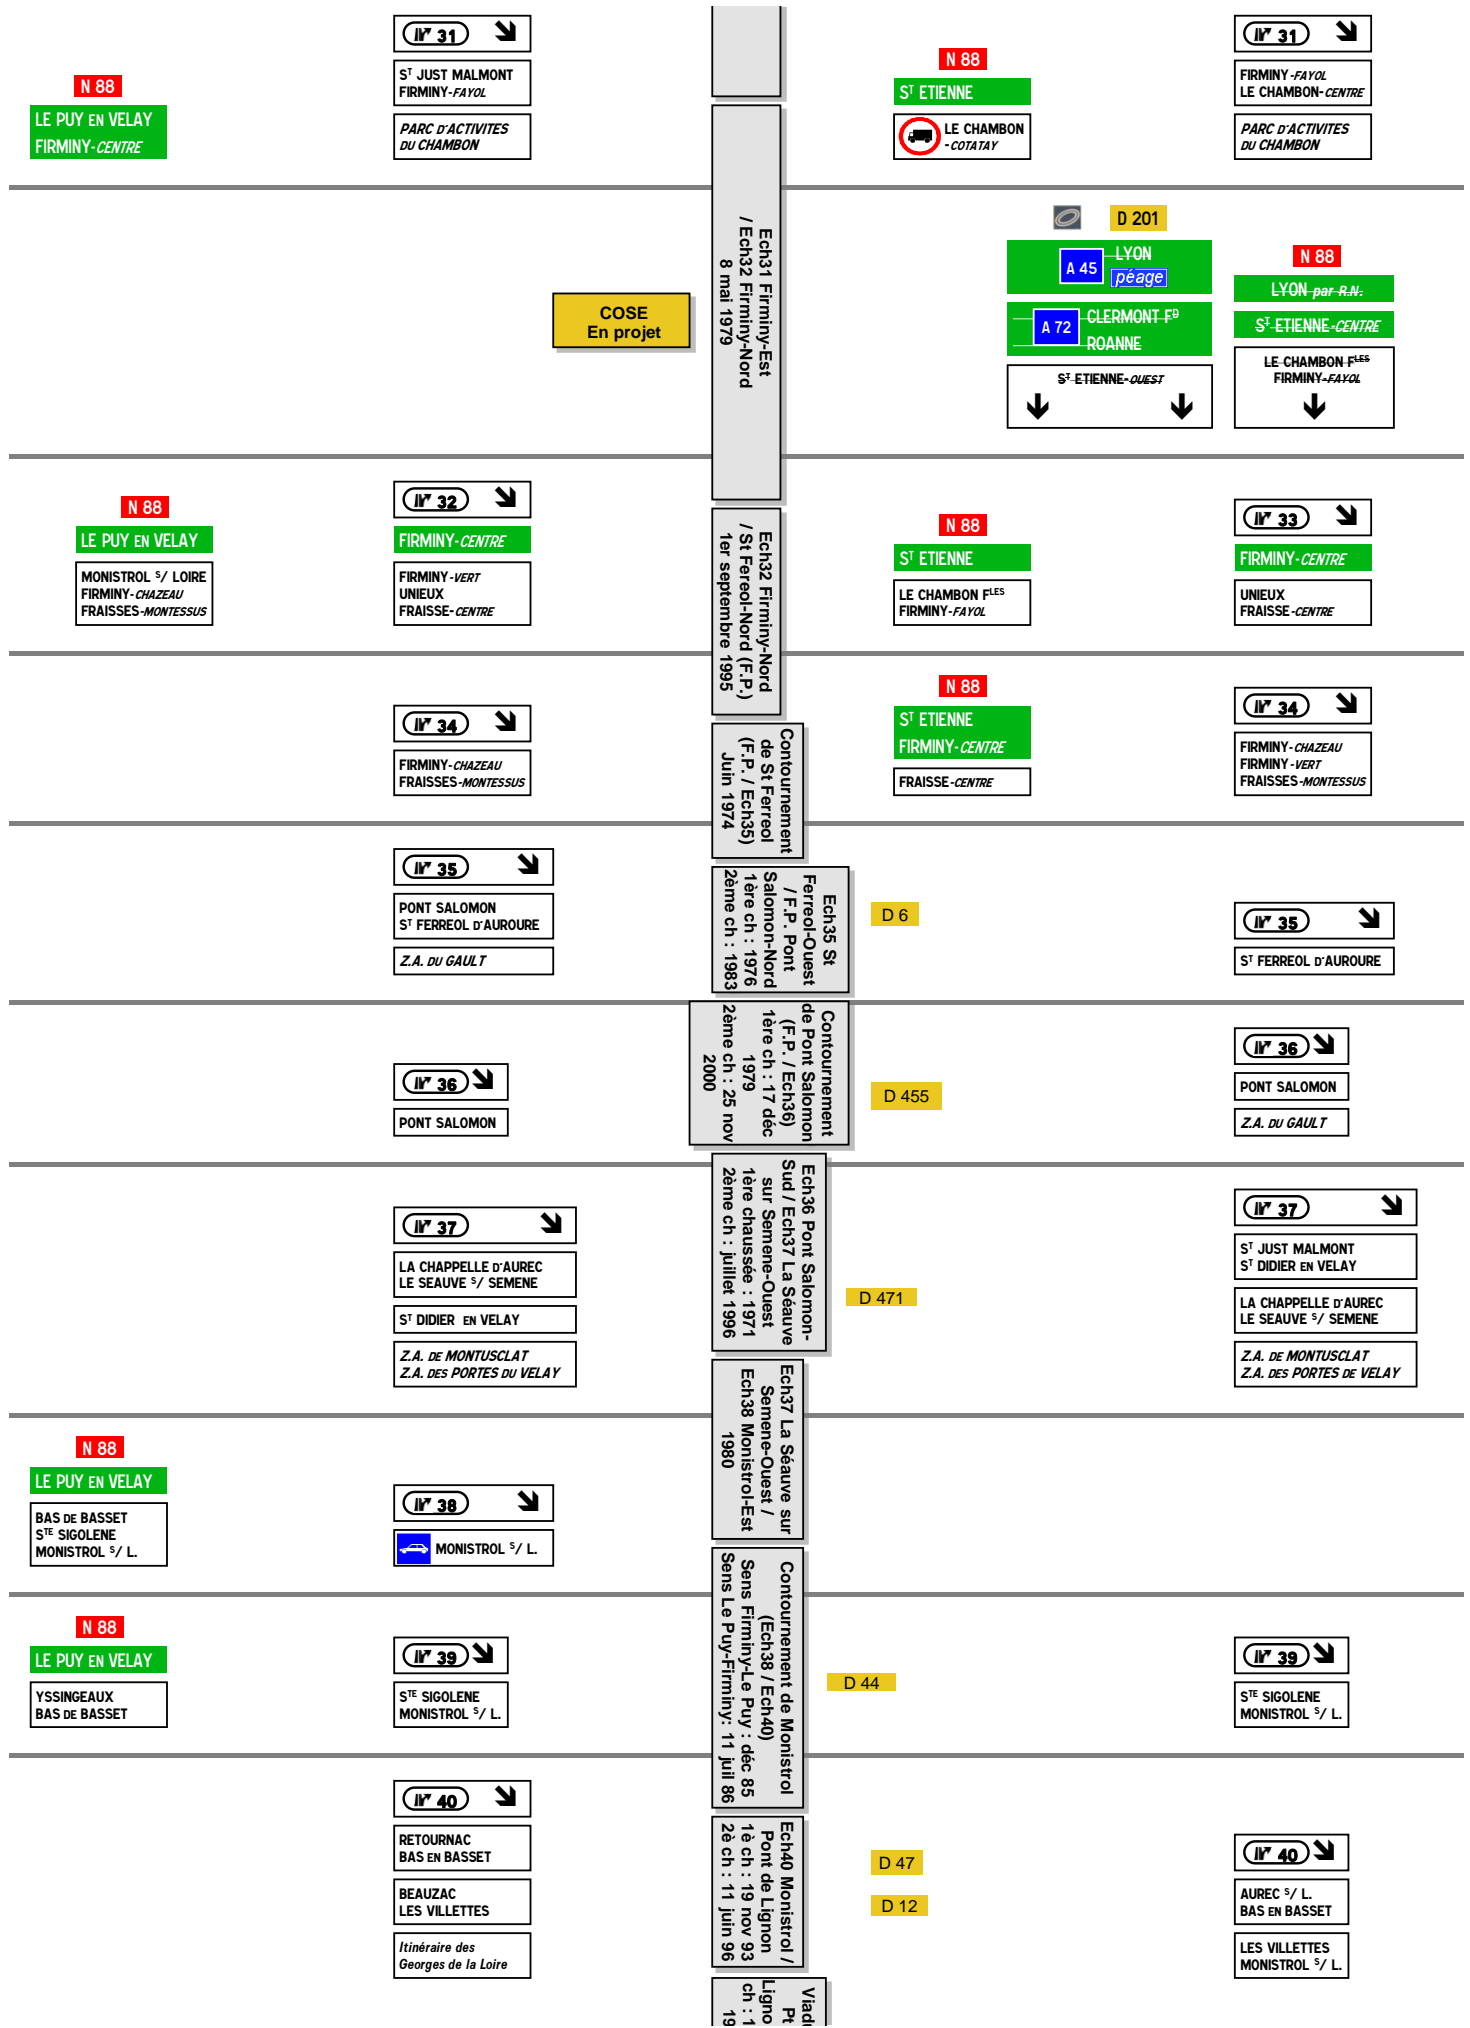 31
N 88
LE PUY EN VELAY
FIRMINY-CENTRE
Sᵀ JUST MALMONT
FIRMINY-FAYOL
PARC D'ACTIVITES
DU CHAMBON
N 88
Sᵀ ETIENNE
LE CHAMBON
-COTATAY
31
FIRMINY-FAYOL
LE CHAMBON-CENTRE
PARC D'ACTIVITES
DU CHAMBON
Ech31 Firminy-Est
/ Ech32 Firminy-Nord
8 mai 1979
COSE
En projet
D 201
A 45
LYON
péage
A 72
CLERMONT Fᴰ
ROANNE
Sᵀ ETIENNE-OUEST
N 88
LYON par R.N.
Sᵀ ETIENNE-CENTRE
LE CHAMBON Fᴸᴱˢ
FIRMINY-FAYOL
N 88
LE PUY EN VELAY
MONISTROL ˢ/ LOIRE
FIRMINY-CHAZEAU
FRAISSES-MONTESSUS
32
FIRMINY-CENTRE
FIRMINY-VERT
UNIEUX
FRAISSE-CENTRE
Ech32 Firminy-Nord
/ St Fereol-Nord (F.P.)
1er septembre 1995
N 88
Sᵀ ETIENNE
LE CHAMBON Fᴸᴱˢ
FIRMINY-FAYOL
33
FIRMINY-CENTRE
UNIEUX
FRAISSE-CENTRE
34
FIRMINY-CHAZEAU
FRAISSES-MONTESSUS
Contournement
de St Ferreol
(F.P. / Ech35)
Juin 1974
N 88
Sᵀ ETIENNE
FIRMINY-CENTRE
FRAISSE-CENTRE
34
FIRMINY-CHAZEAU
FIRMINY-VERT
FRAISSES-MONTESSUS
35
PONT SALOMON
Sᵀ FERREOL D'AUROURE
Z.A. DU GAULT
Ech35 St
Ferreol-Ouest
/ F.P. Pont
Salomon-Nord
1ère ch : 1976
2ème ch : 1983
D 6
35
Sᵀ FERREOL D'AUROURE
36
PONT SALOMON
Contournement
de Pont Salomon
(F.P. / Ech36)
1ère ch : 17 déc
1979
2ème ch : 25 nov
2000
D 455
36
PONT SALOMON
Z.A. DU GAULT
37
LA CHAPPELLE D'AUREC
LE SEAUVE ˢ/ SEMENE
Sᵀ DIDIER EN VELAY
Z.A. DE MONTUSCLAT
Z.A. DES PORTES DU VELAY
Ech36 Pont Salomon-
Sud / Ech37 La Séauve
sur Semene-Ouest
1ère chaussée : 1971
2ème ch : juillet 1996
D 471
37
Sᵀ JUST MALMONT
Sᵀ DIDIER EN VELAY
LA CHAPPELLE D'AUREC
LE SEAUVE ˢ/ SEMENE
Z.A. DE MONTUSCLAT
Z.A. DES PORTES DE VELAY
N 88
LE PUY EN VELAY
BAS DE BASSET
Sᵀᴱ SIGOLENE
MONISTROL ˢ/ L.
38
MONISTROL ˢ/ L.
Ech37 La Séauve sur
Semene-Ouest /
Ech38 Monistrol-Est
1980
N 88
LE PUY EN VELAY
YSSINGEAUX
BAS DE BASSET
39
Sᵀᴱ SIGOLENE
MONISTROL ˢ/ L.
Contournement de Monistrol
(Ech38 / Ech40)
Sens Firminy-Le Puy : déc 85
Sens Le Puy-Firminy: 11 juil 86
D 44
39
Sᵀᴱ SIGOLENE
MONISTROL ˢ/ L.
40
RETOURNAC
BAS EN BASSET
BEAUZAC
LES VILLETTES
Itinéraire des
Georges de la Loire
Ech40 Monistrol /
Pont de Lignon
1è ch : 19 nov 93
2è ch : 11 juin 96
D 47
D 12
40
AUREC ˢ/ L.
BAS EN BASSET
LES VILLETTES
MONISTROL ˢ/ L.
Viadu
Pt
Ligno
ch : 1
19